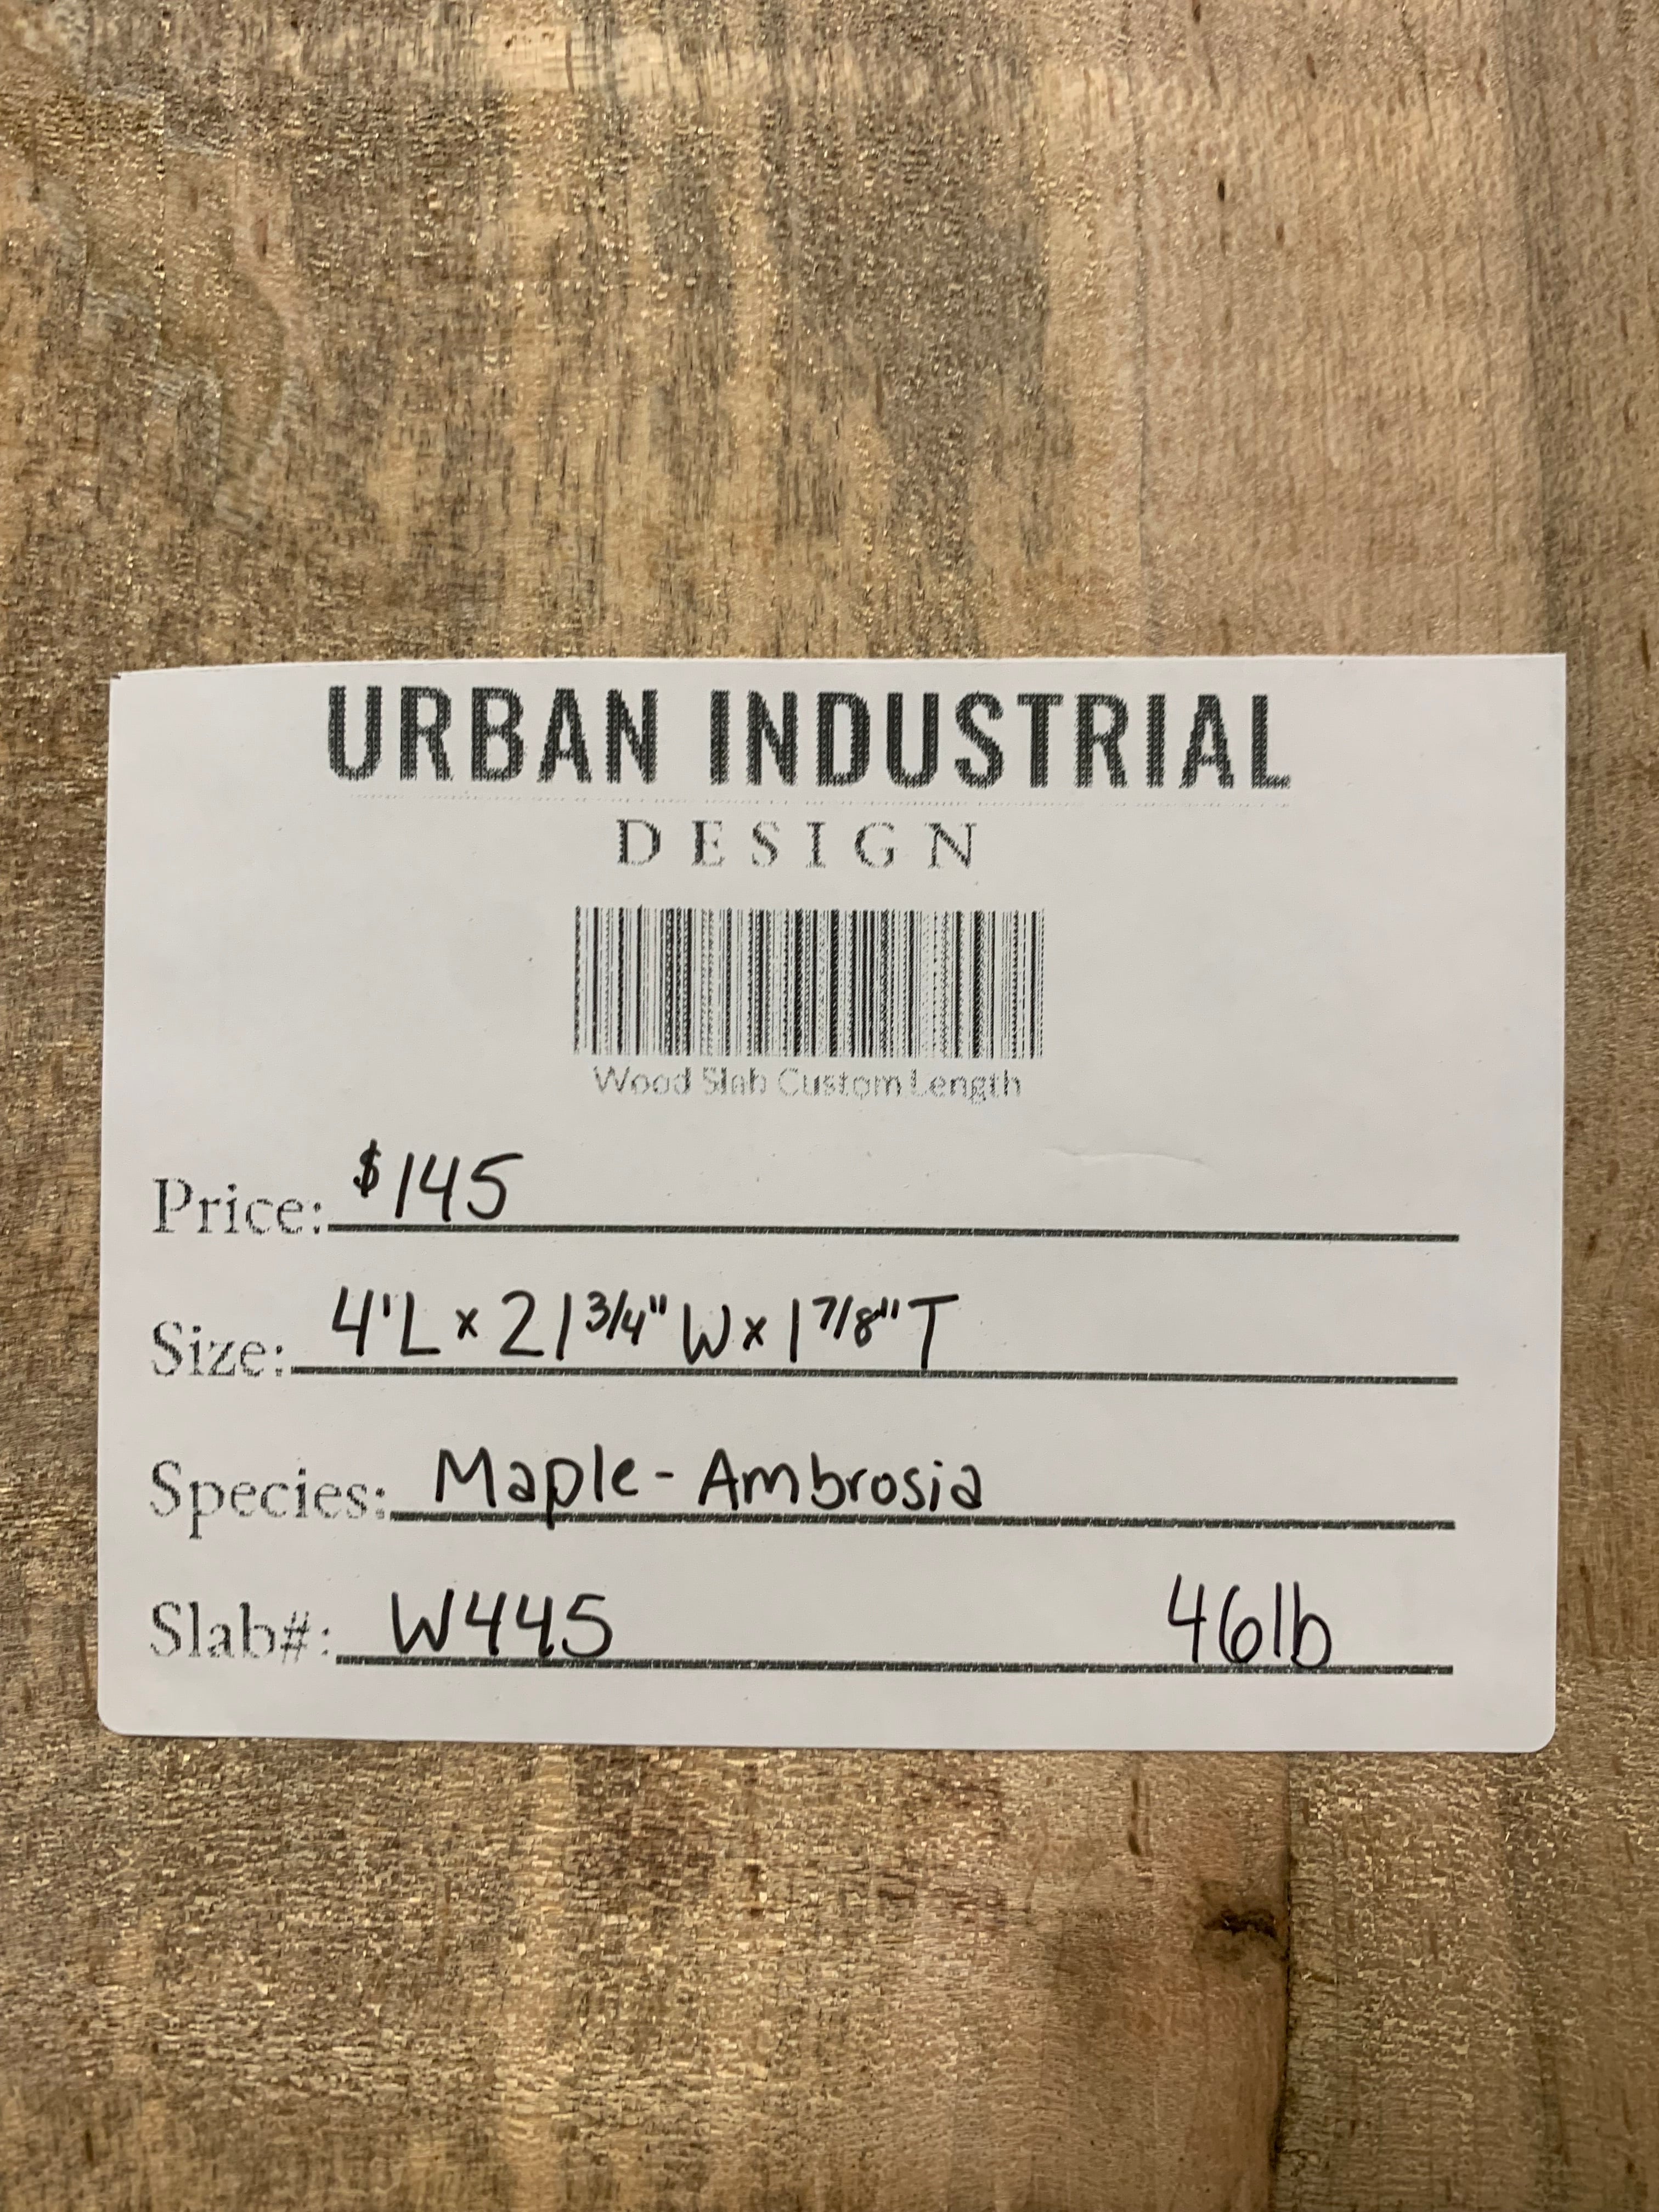 URBAN INDUSTRIAL
DESIGN
Wood Slab Custom Length
Price: $145
Size: 4'L x 21 3/4" W x 1 7/8" T
Species: Maple - Ambrosia
Slab#: W445 46lb